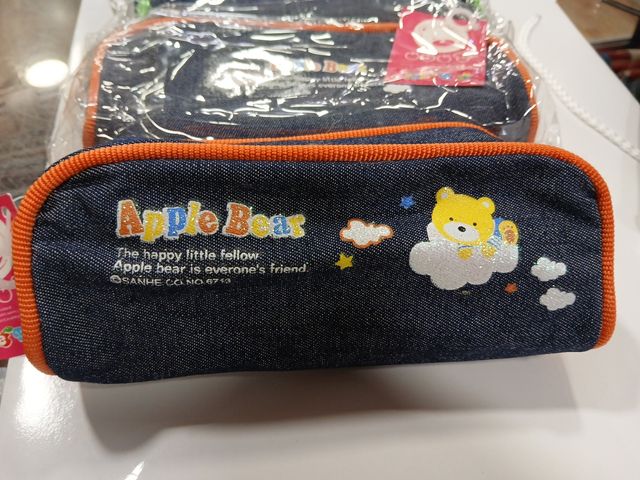 Apple Bear
The happy little fellow
Apple bear is everone's friend.
©SANHE CO.NO.6713